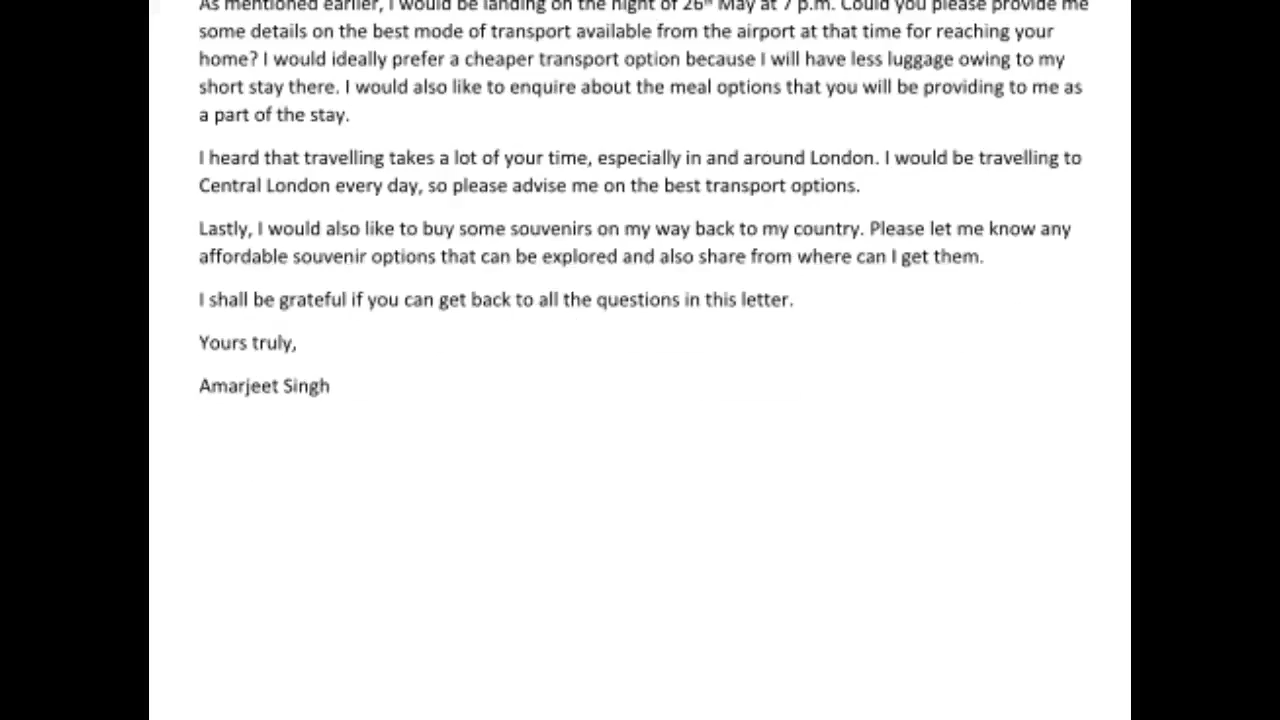 As mentioned earlier, I would be landing on the night of 26th May at 7 p.m. Could you please provide me
some details on the best mode of transport available from the airport at that time for reaching your
home? I would ideally prefer a cheaper transport option because I will have less luggage owing to my
short stay there. I would also like to enquire about the meal options that you will be providing to me as
a part of the stay.
I heard that travelling takes a lot of your time, especially in and around London. I would be travelling to
Central London every day, so please advise me on the best transport options.
Lastly, I would also like to buy some souvenirs on my way back to my country. Please let me know any
affordable souvenir options that can be explored and also share from where can I get them.
I shall be grateful if you can get back to all the questions in this letter.
Yours truly,
Amarjeet Singh